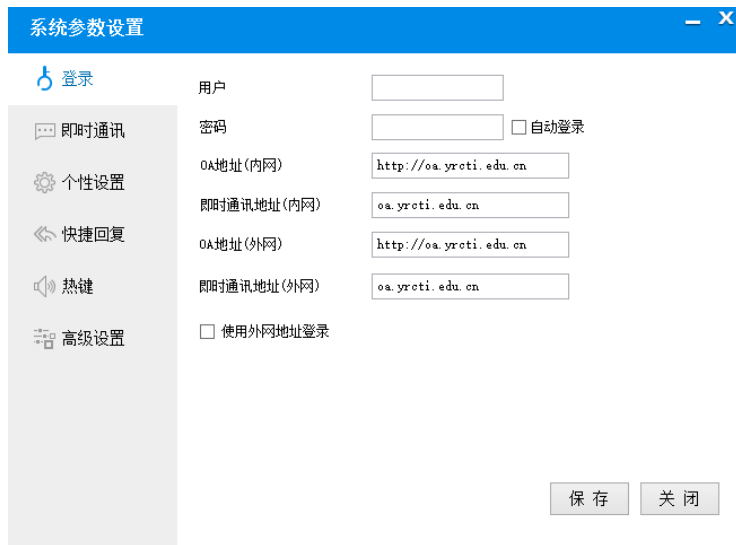 系统参数设置
登录
即时通讯
个性设置
快捷回复
热键
高级设置
用户
密码 自动登录
OA地址(内网) http://oa.yrcti.edu.cn
即时通讯地址(内网) oa.yrcti.edu.cn
OA地址(外网) http://oa.yrcti.edu.cn
即时通讯地址(外网) oa.yrcti.edu.cn
使用外网地址登录
保 存 关 闭